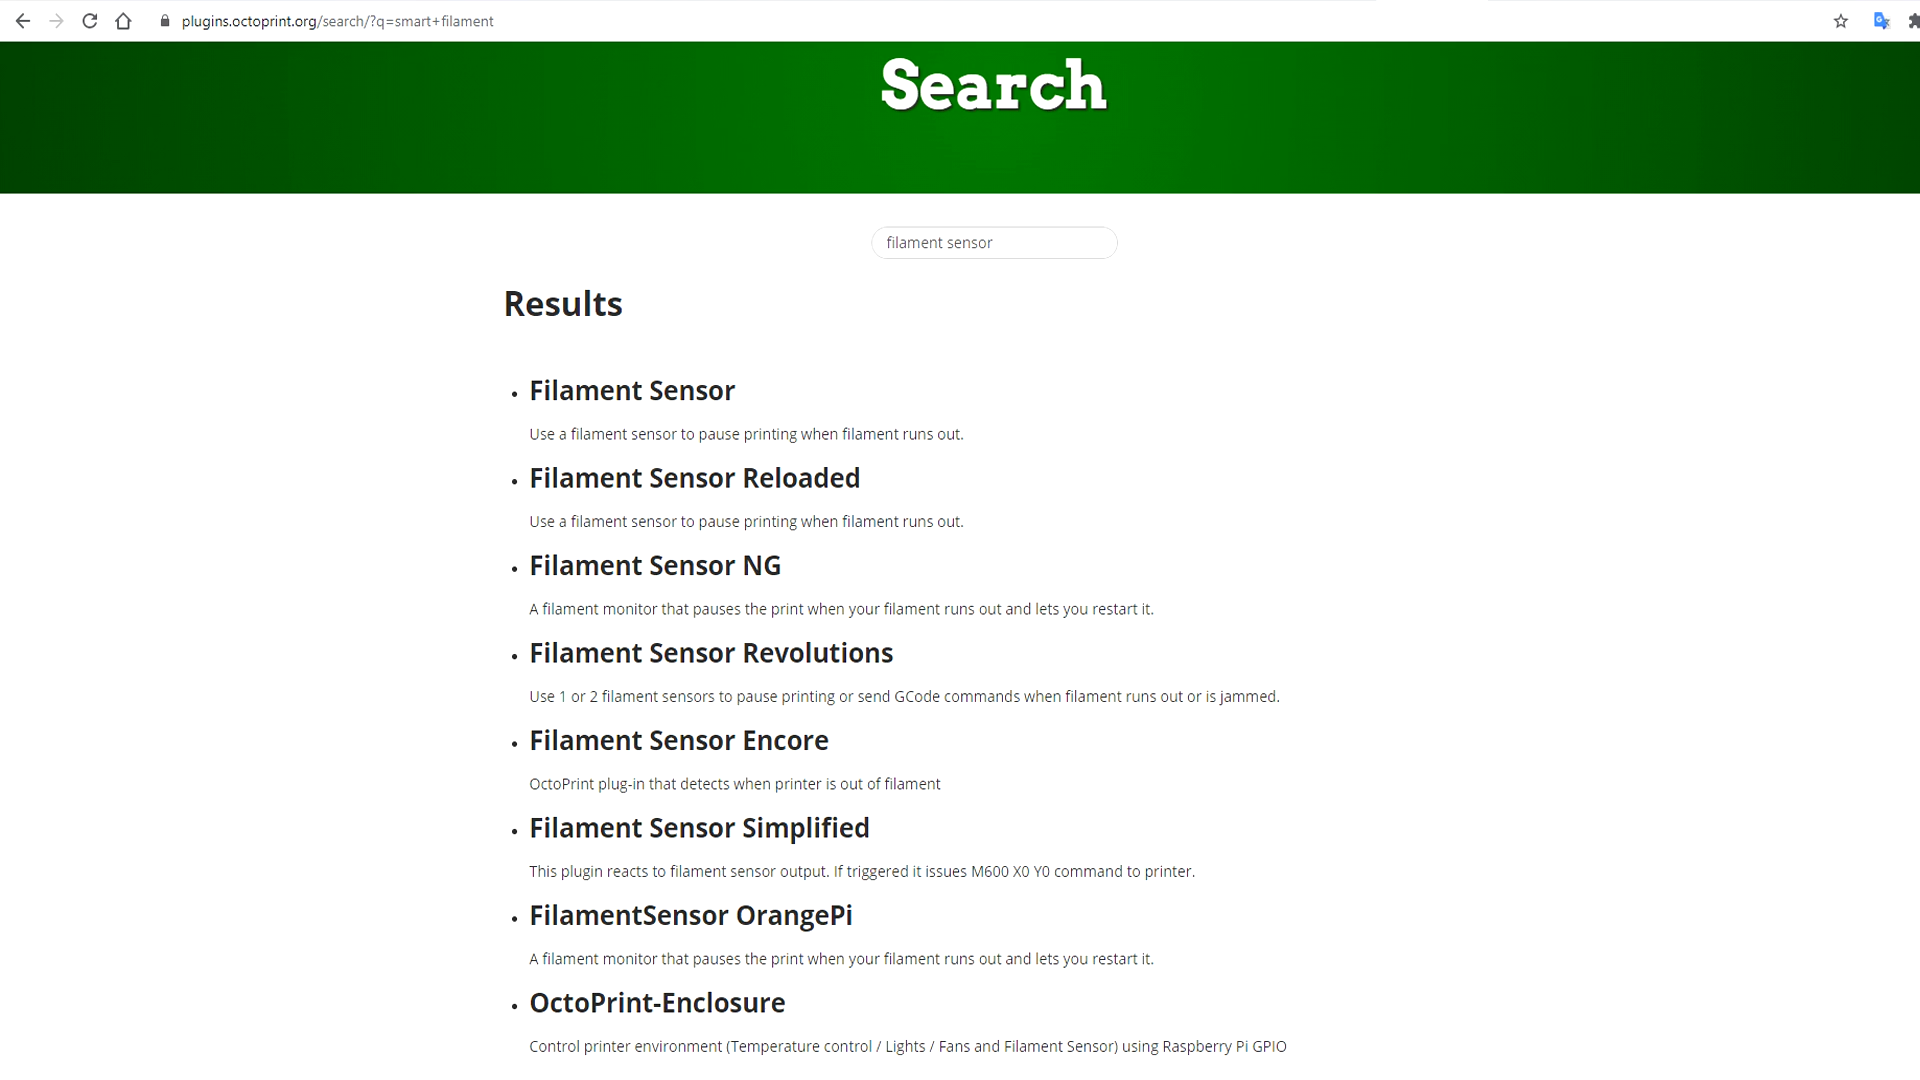 plugins.octoprint.org/search/?q=smart+filament
Search
filament sensor
Results
Filament Sensor
Use a filament sensor to pause printing when filament runs out.
Filament Sensor Reloaded
Use a filament sensor to pause printing when filament runs out.
Filament Sensor NG
A filament monitor that pauses the print when your filament runs out and lets you restart it.
Filament Sensor Revolutions
Use 1 or 2 filament sensors to pause printing or send GCode commands when filament runs out or is jammed.
Filament Sensor Encore
OctoPrint plug-in that detects when printer is out of filament
Filament Sensor Simplified
This plugin reacts to filament sensor output. If triggered it issues M600 X0 Y0 command to printer.
FilamentSensor OrangePi
A filament monitor that pauses the print when your filament runs out and lets you restart it.
OctoPrint-Enclosure
Control printer environment (Temperature control / Lights / Fans and Filament Sensor) using Raspberry Pi GPIO